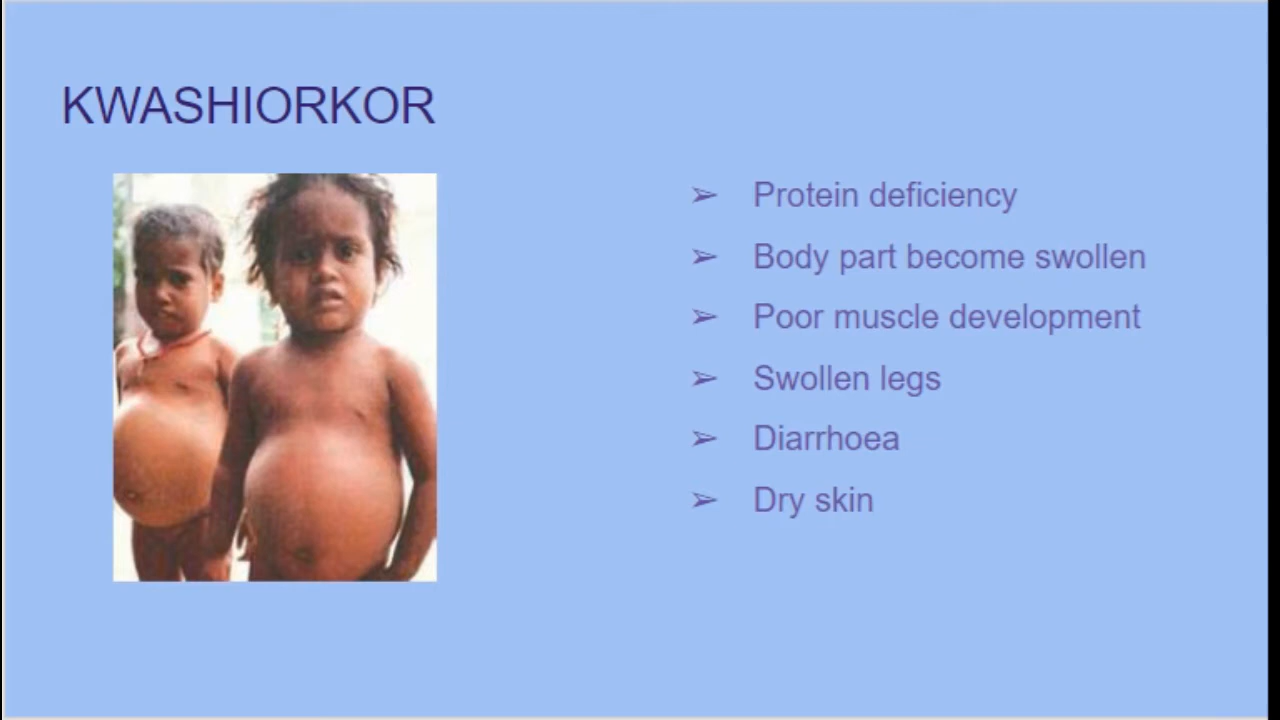 KWASHIORKOR
➢ Protein deficiency
➢ Body part become swollen
➢ Poor muscle development
➢ Swollen legs
➢ Diarrhoea
➢ Dry skin